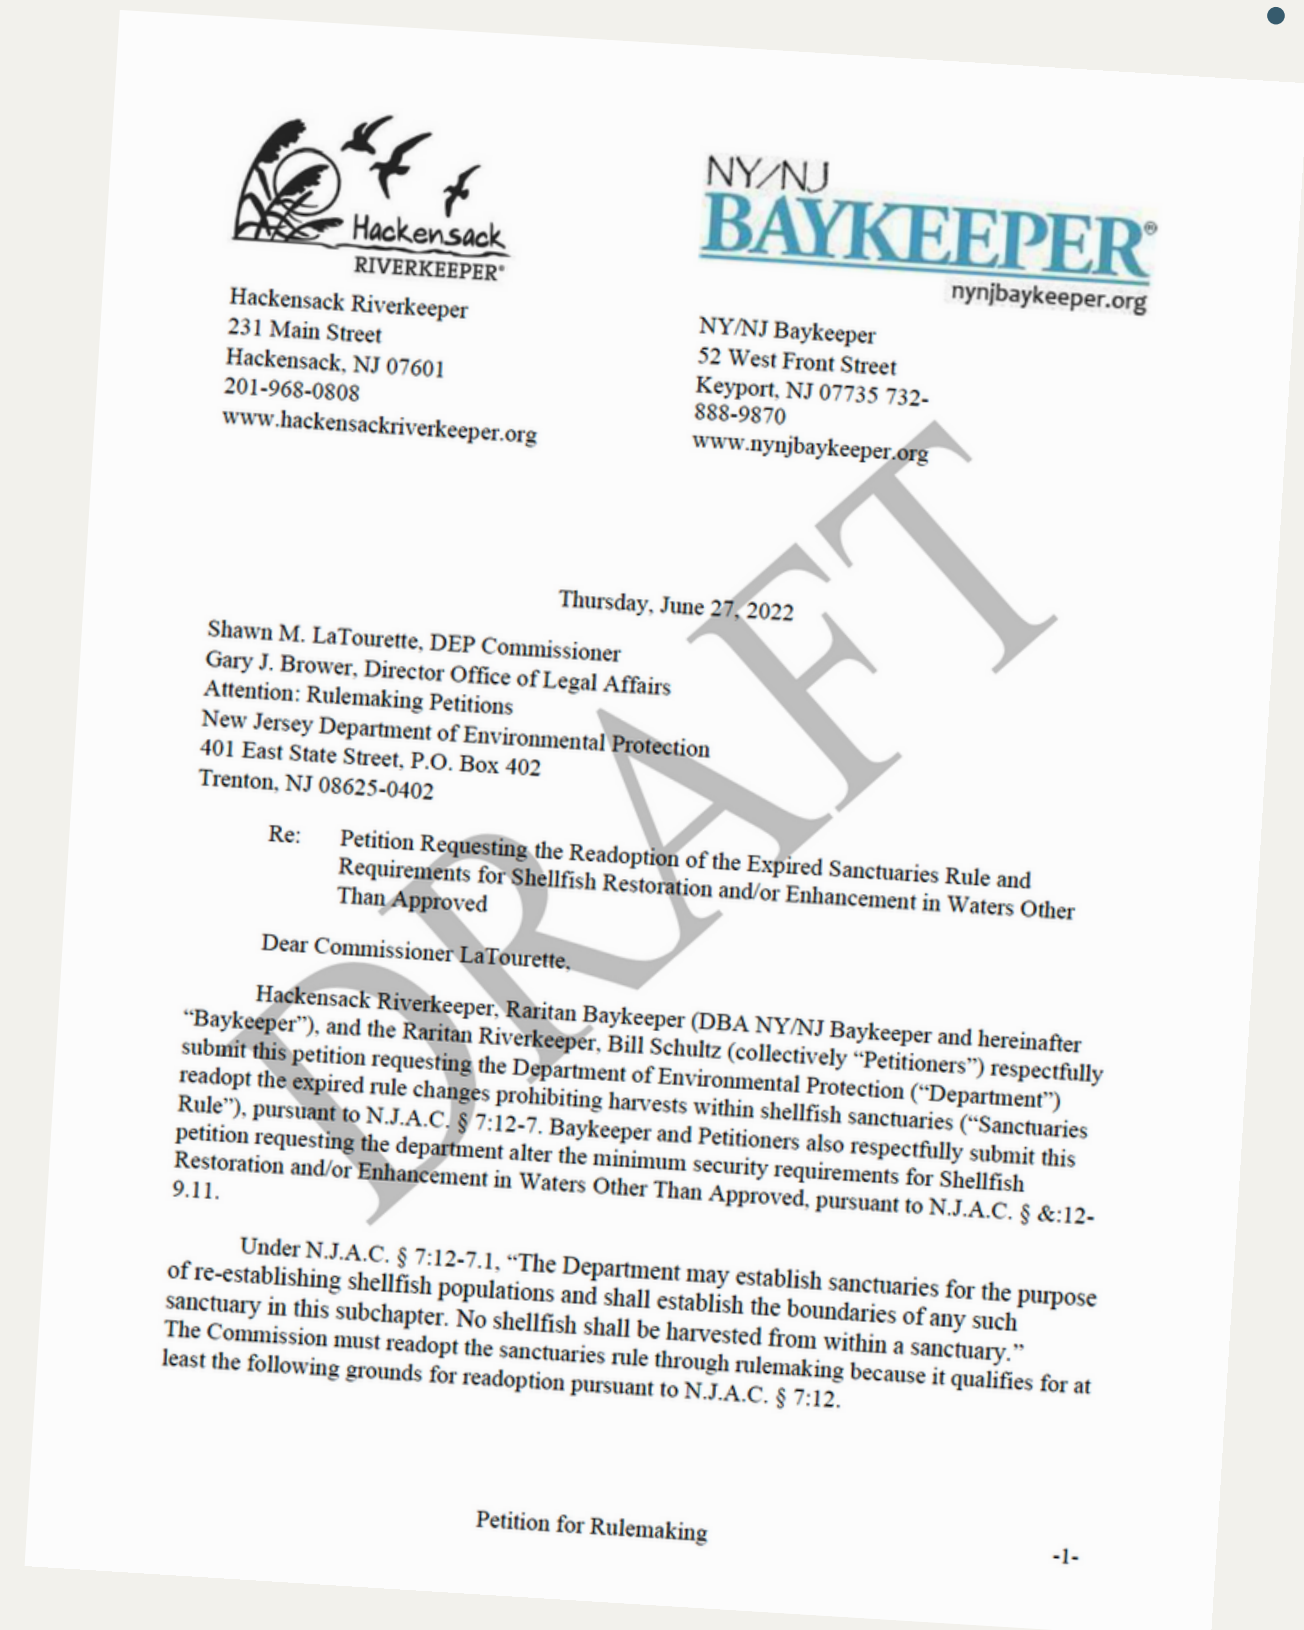 Hackensack
RIVERKEEPER®
NY/NJ
BAYKEEPER®
nynjbaykeeper.org
Hackensack Riverkeeper
231 Main Street
Hackensack, NJ 07601
201-968-0808
www.hackensackriverkeeper.org
NY/NJ Baykeeper
52 West Front Street
Keyport, NJ 07735 732-
888-9870
www.nynjbaykeeper.org
DRAFT
Thursday, June 27, 2022
Shawn M. LaTourette, DEP Commissioner
Gary J. Brower, Director Office of Legal Affairs
Attention: Rulemaking Petitions
New Jersey Department of Environmental Protection
401 East State Street, P.O. Box 402
Trenton, NJ 08625-0402
Re: Petition Requesting the Readoption of the Expired Sanctuaries Rule and
Requirements for Shellfish Restoration and/or Enhancement in Waters Other
Than Approved
Dear Commissioner LaTourette,
Hackensack Riverkeeper, Raritan Baykeeper (DBA NY/NJ Baykeeper and hereinafter
“Baykeeper”), and the Raritan Riverkeeper, Bill Schultz (collectively “Petitioners”) respectfully
submit this petition requesting the Department of Environmental Protection (“Department”)
readopt the expired rule changes prohibiting harvests within shellfish sanctuaries (“Sanctuaries
Rule”), pursuant to N.J.A.C. § 7:12-7. Baykeeper and Petitioners also respectfully submit this
petition requesting the department alter the minimum security requirements for Shellfish
Restoration and/or Enhancement in Waters Other Than Approved, pursuant to N.J.A.C. § &:12-
9.11.
Under N.J.A.C. § 7:12-7.1, “The Department may establish sanctuaries for the purpose
of re-establishing shellfish populations and shall establish the boundaries of any such
sanctuary in this subchapter. No shellfish shall be harvested from within a sanctuary.”
The Commission must readopt the sanctuaries rule through rulemaking because it qualifies for at
least the following grounds for readoption pursuant to N.J.A.C. § 7:12.
Petition for Rulemaking
-1-